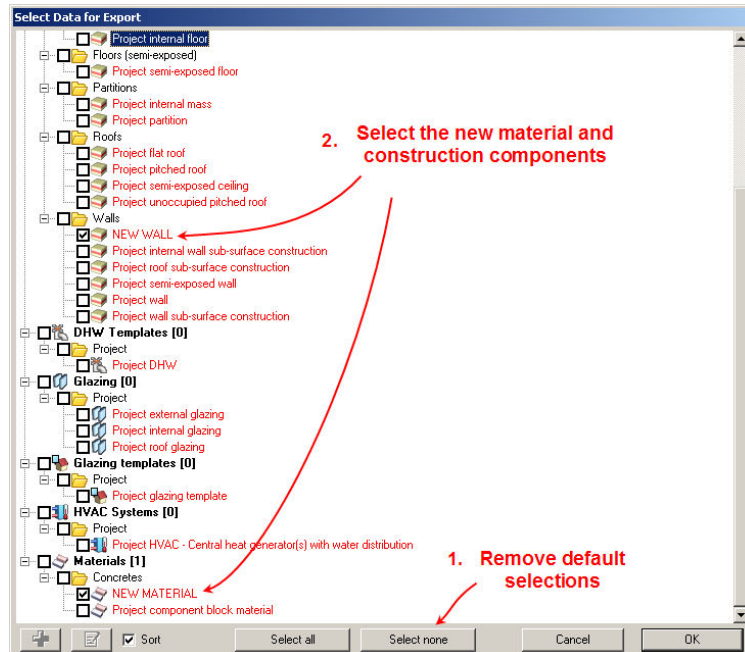 Select Data for Export
Project internal floor
Floors (semi-exposed)
Project semi-exposed floor
Partitions
Project internal mass
Project partition
Roofs
Project flat roof
Project pitched roof
Project semi-exposed ceiling
Project unoccupied pitched roof
2. Select the new material and
construction components
Walls
NEW WALL
Project internal wall sub-surface construction
Project roof sub-surface construction
Project semi-exposed wall
Project wall
Project wall sub-surface construction
DHW Templates [0]
Project
Project DHW
Glazing [0]
Project
Project external glazing
Project internal glazing
Project roof glazing
Glazing templates [0]
Project
Project glazing template
HVAC Systems [0]
Project
Project HVAC - Central heat generator(s) with water distribution
Materials [1]
Concretes
NEW MATERIAL
Project component block material
1. Remove default
selections
Sort
Select all
Select none
Cancel
OK